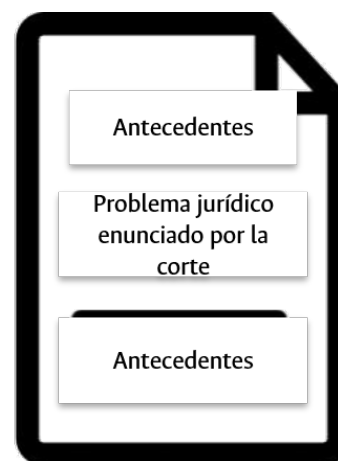 Antecedentes
Problema jurídico
enunciado por la
corte
Antecedentes